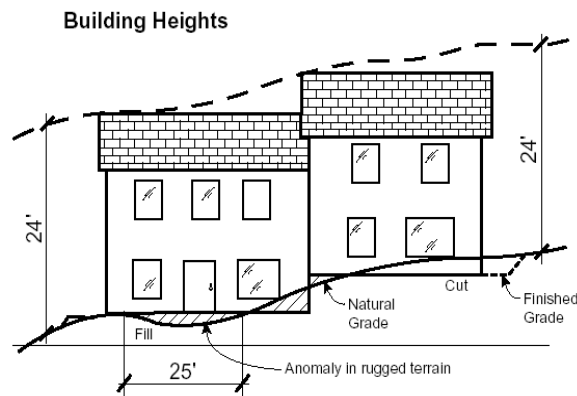 Building Heights
24'
24'
Natural
Grade
Cut
Finished
Grade
Fill
Anomaly in rugged terrain
25'